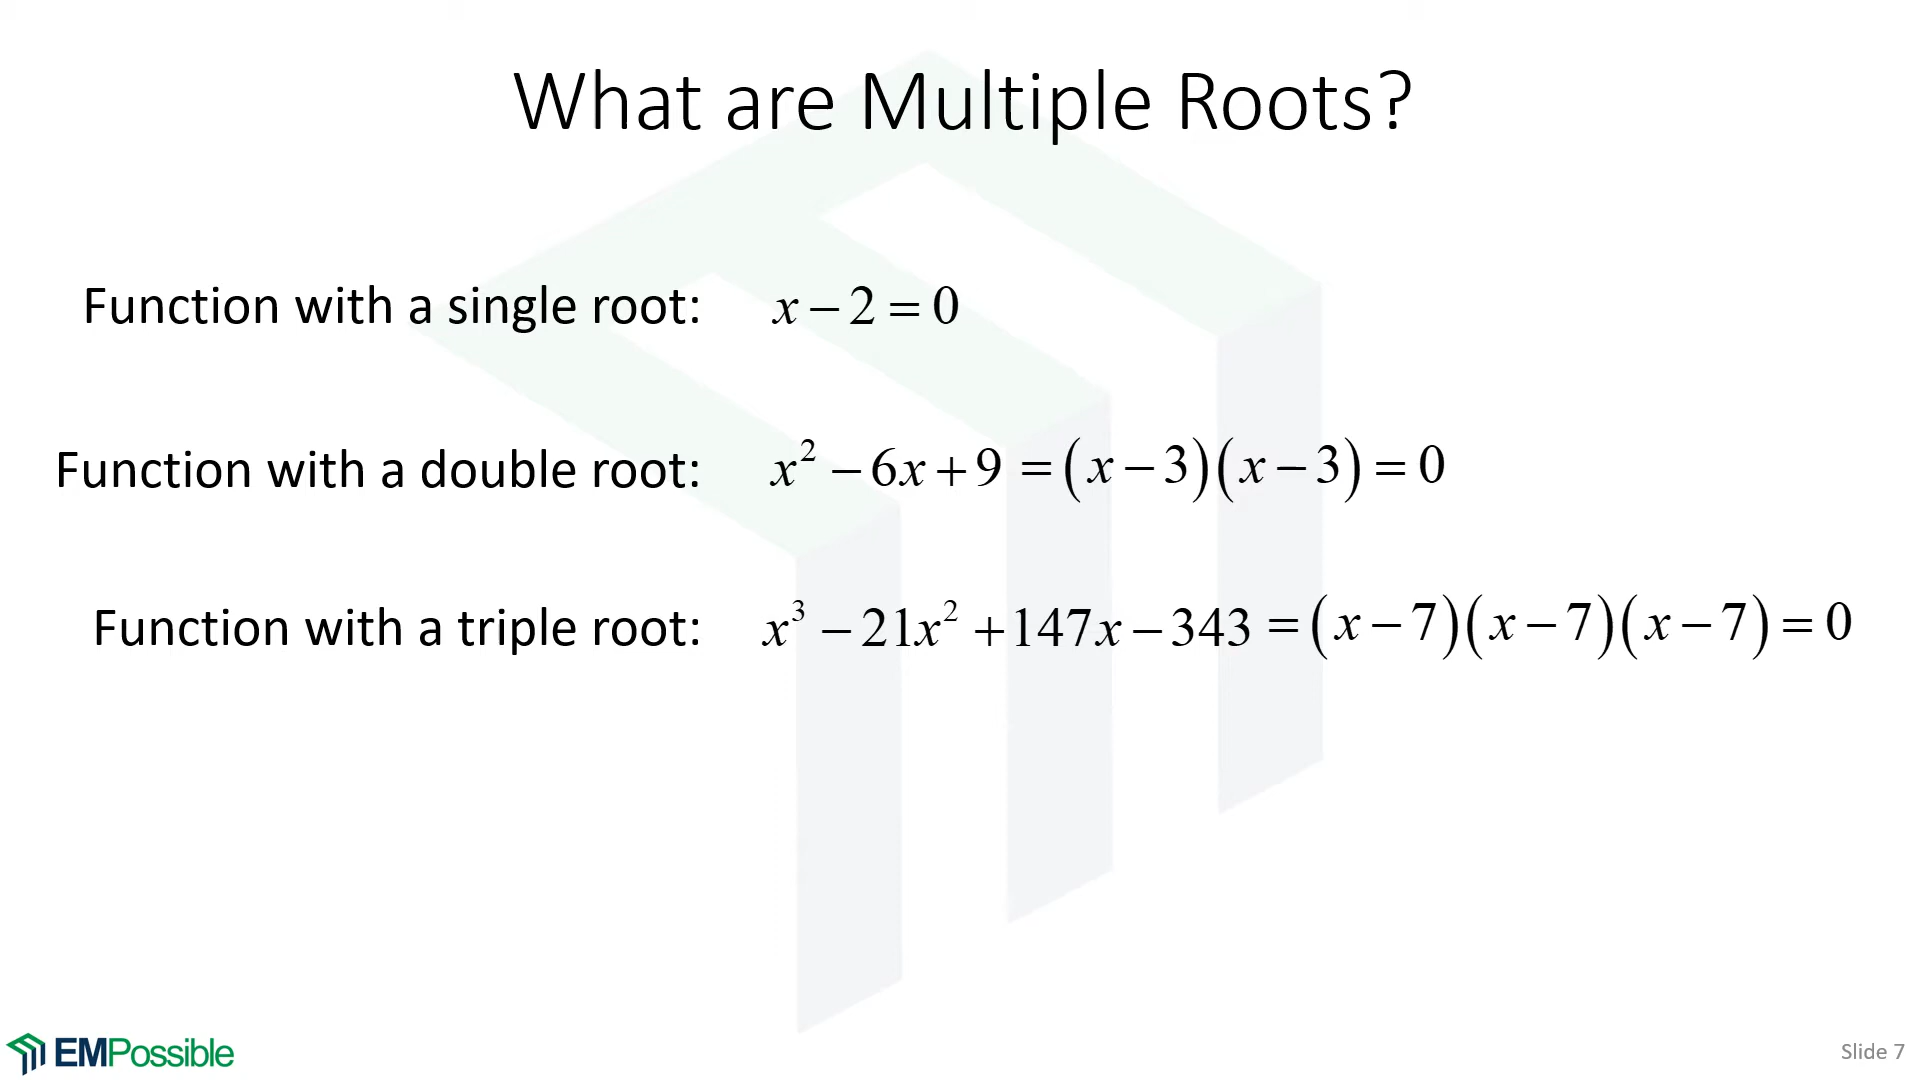 What are Multiple Roots?
Function with a single root: x − 2 = 0
Function with a double root: x² − 6x + 9 = (x − 3)(x − 3) = 0
Function with a triple root: x³ − 21x² + 147x − 343 = (x − 7)(x − 7)(x − 7) = 0
EMPossible
Slide 7